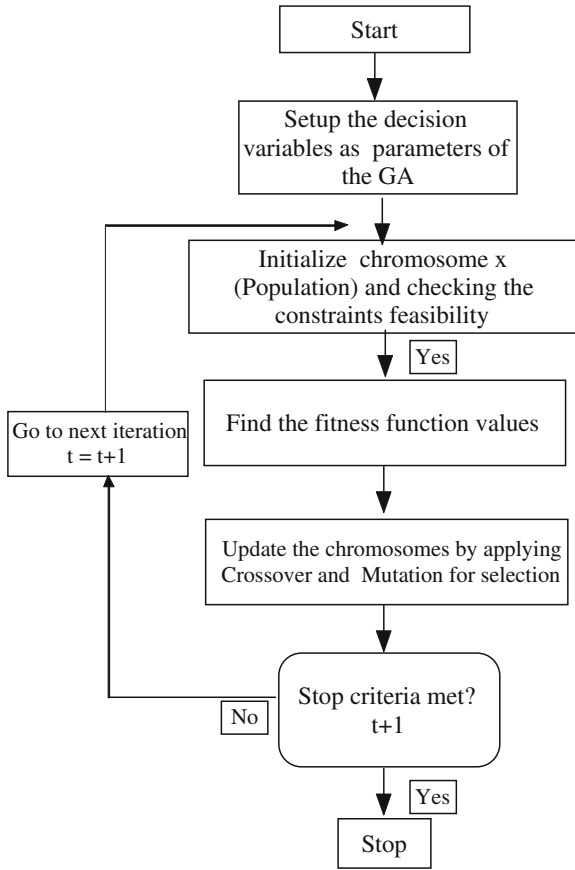 Start
Setup the decision
variables as parameters of
the GA
Initialize chromosome x
(Population) and checking the
constraints feasibility
Yes
Find the fitness function values
Go to next iteration
t = t+1
Update the chromosomes by applying
Crossover and Mutation for selection
Stop criteria met?
t+1
No
Yes
Stop